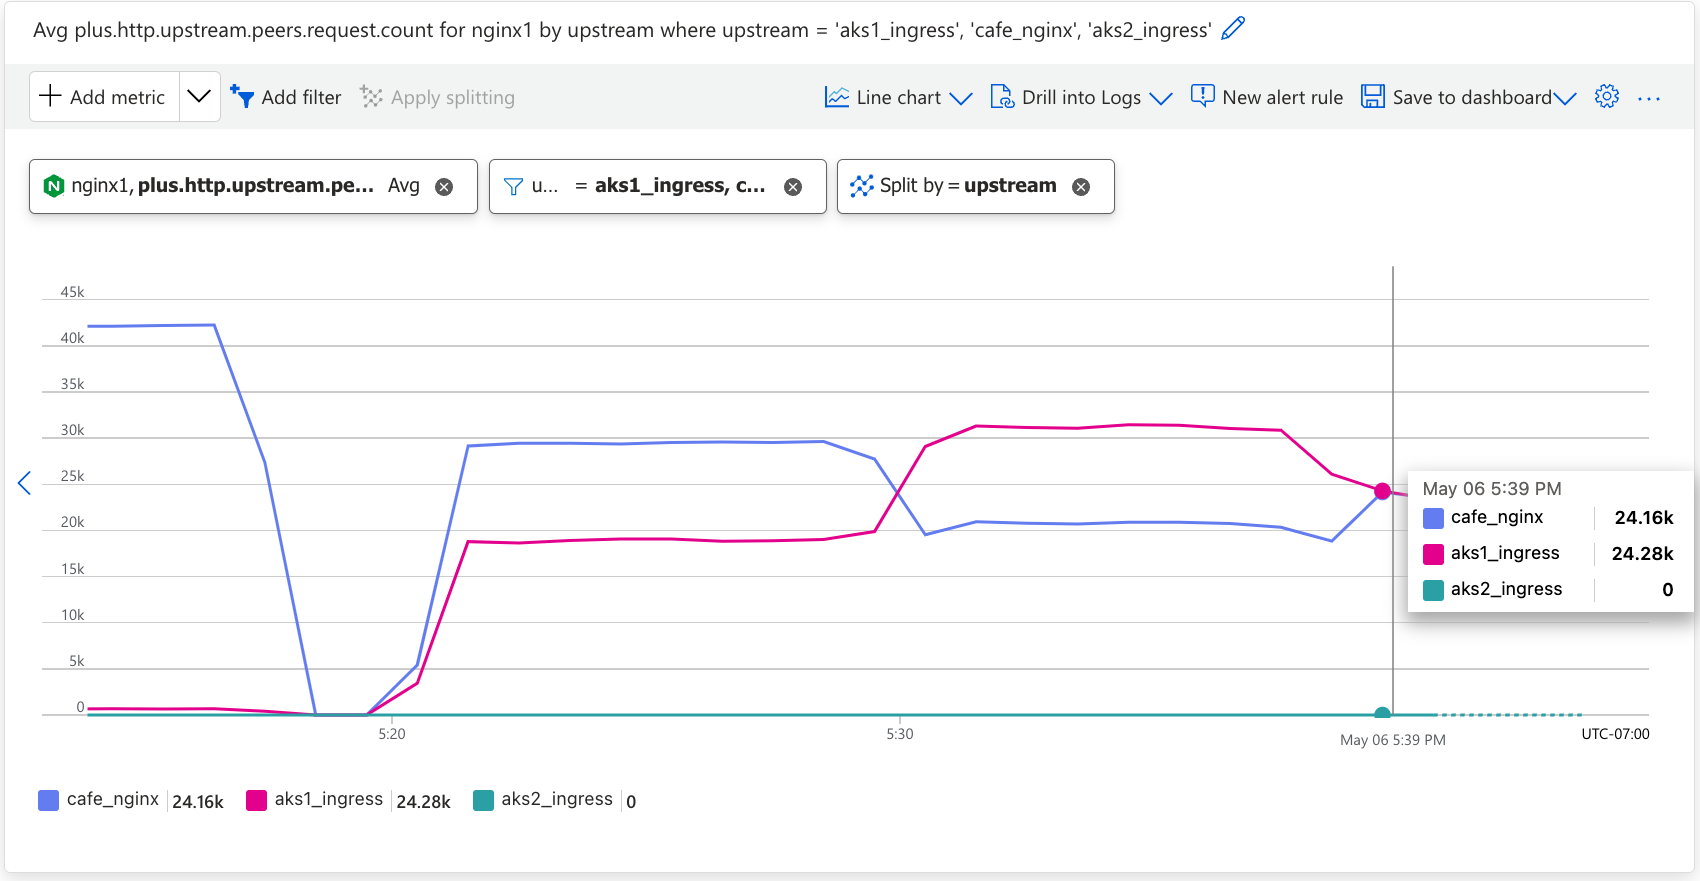 Avg plus.http.upstream.peers.request.count for nginx1 by upstream where upstream = 'aks1_ingress', 'cafe_nginx', 'aks2_ingress'
Add metric Add filter Apply splitting Line chart Drill into Logs New alert rule Save to dashboard ...
N nginx1, plus.http.upstream.pe... Avg u... = aks1_ingress, c... Split by = upstream
45k
40k
35k
30k
25k
20k
15k
10k
5k
0
May 06 5:39 PM
cafe_nginx 24.16k
aks1_ingress 24.28k
aks2_ingress 0
5:20 5:30 May 06 5:39 PM UTC-07:00
cafe_nginx 24.16k aks1_ingress 24.28k aks2_ingress 0